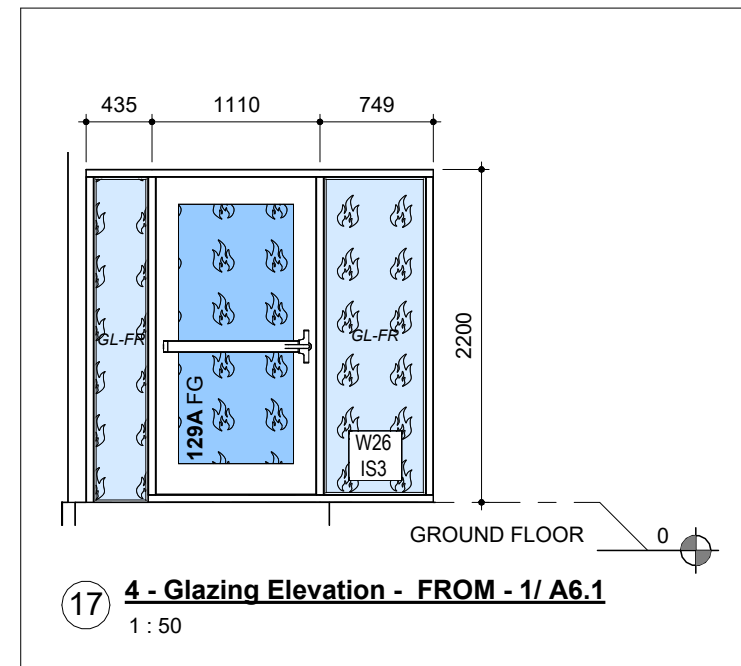 435 1110 749
2200
GL-FR
GL-FR
129A FG
W26
IS3
GROUND FLOOR 0
17 4 - Glazing Elevation - FROM - 1/ A6.1
1 : 50